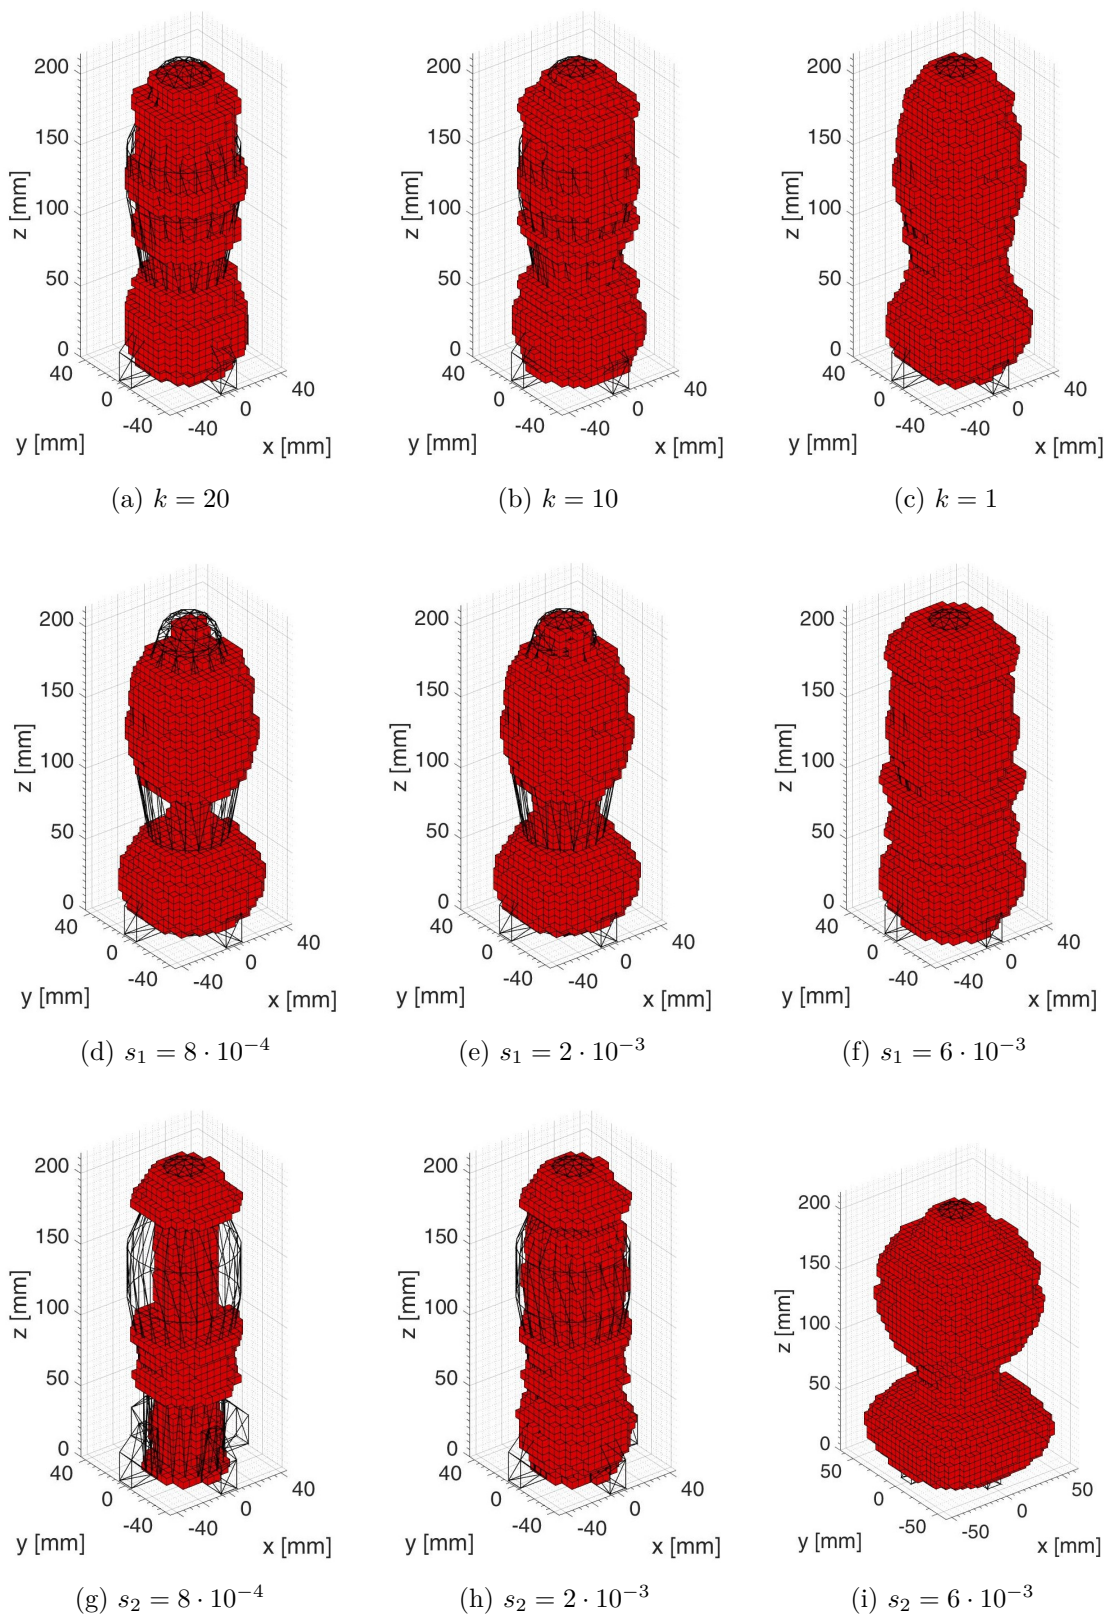 200
150
100
50
0
40
0
-40
-40
0
40
z [mm]
y [mm]
x [mm]
(a) k = 20
200
150
100
50
0
40
0
-40
-40
0
40
z [mm]
y [mm]
x [mm]
(b) k = 10
200
150
100
50
0
40
0
-40
-40
0
40
z [mm]
y [mm]
x [mm]
(c) k = 1
200
150
100
50
0
40
0
-40
-40
0
40
z [mm]
y [mm]
x [mm]
(d) s₁ = 8 · 10⁻⁴
200
150
100
50
0
40
0
-40
-40
0
40
z [mm]
y [mm]
x [mm]
(e) s₁ = 2 · 10⁻³
200
150
100
50
0
40
0
-40
-40
0
40
z [mm]
y [mm]
x [mm]
(f) s₁ = 6 · 10⁻³
200
150
100
50
0
40
0
-40
-40
0
40
z [mm]
y [mm]
x [mm]
(g) s₂ = 8 · 10⁻⁴
200
150
100
50
0
40
0
-40
-40
0
40
z [mm]
y [mm]
x [mm]
(h) s₂ = 2 · 10⁻³
200
150
100
50
0
50
0
-50
-50
0
50
z [mm]
y [mm]
x [mm]
(i) s₂ = 6 · 10⁻³